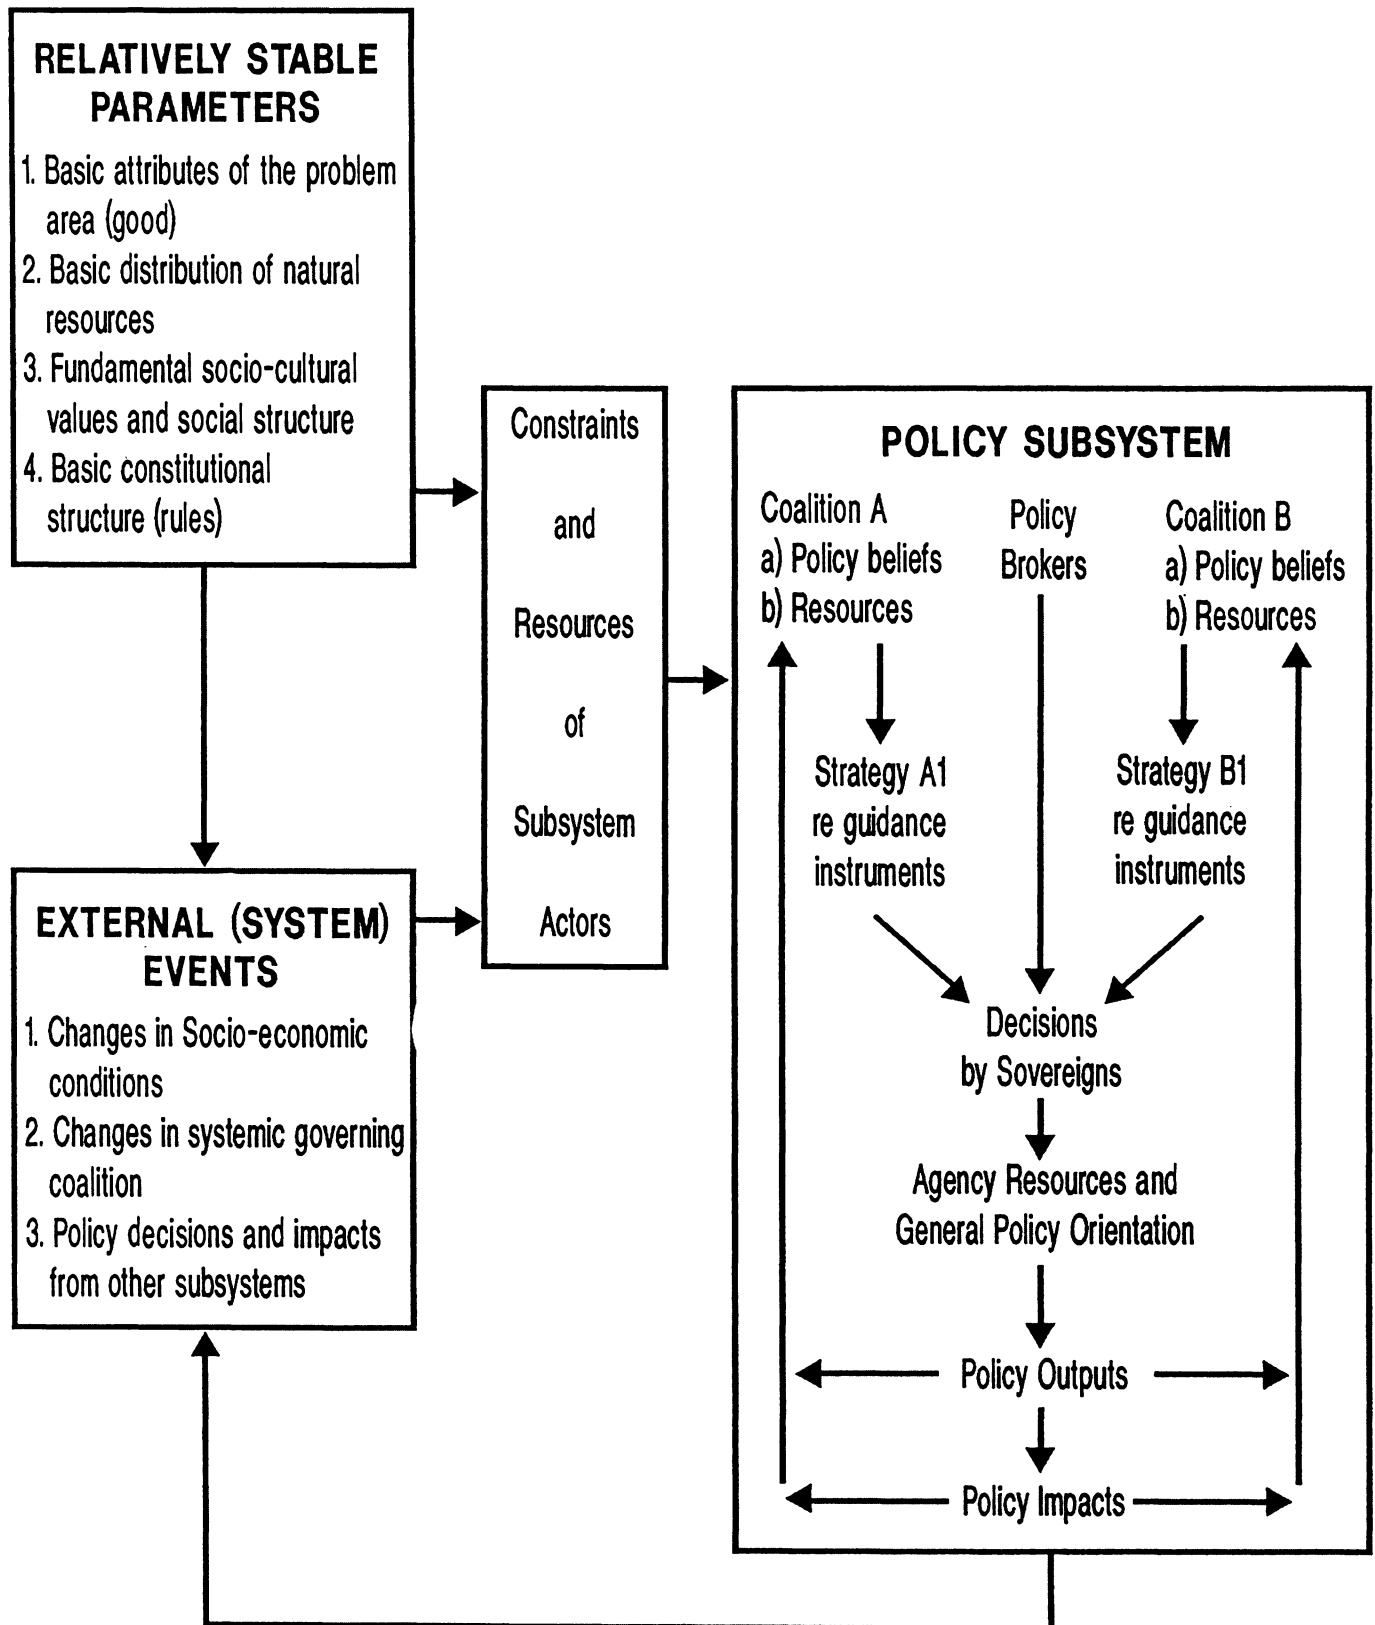 RELATIVELY STABLE
PARAMETERS
1. Basic attributes of the problem
area (good)
2. Basic distribution of natural
resources
3. Fundamental socio-cultural
values and social structure
4. Basic constitutional
structure (rules)
EXTERNAL (SYSTEM)
EVENTS
1. Changes in Socio-economic
conditions
2. Changes in systemic governing
coalition
3. Policy decisions and impacts
from other subsystems
Constraints
and
Resources
of
Subsystem
Actors
POLICY SUBSYSTEM
Coalition A
a) Policy beliefs
b) Resources
Policy
Brokers
Coalition B
a) Policy beliefs
b) Resources
Strategy A1
re guidance
instruments
Strategy B1
re guidance
instruments
Decisions
by Sovereigns
Agency Resources and
General Policy Orientation
Policy Outputs
Policy Impacts